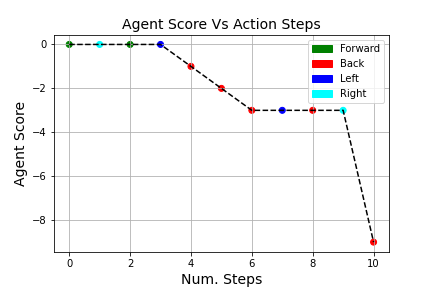 Agent Score Vs Action Steps
Forward
Back
Left
Right
0
−2
−4
−6
−8
Agent Score
0 2 4 6 8 10
Num. Steps